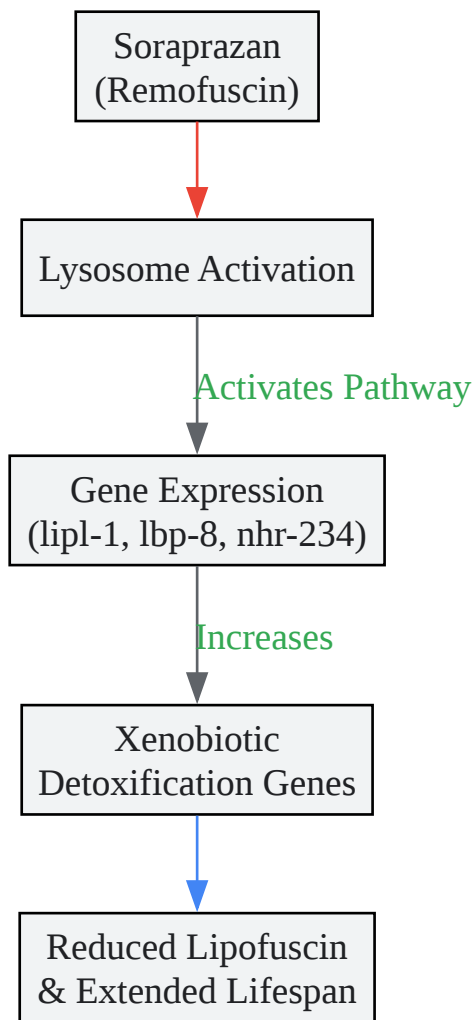 Soraprazan
(Remofuscin)
Lysosome Activation
Activates Pathway
Gene Expression
(lipl-1, lbp-8, nhr-234)
Increases
Xenobiotic
Detoxification Genes
Reduced Lipofuscin
& Extended Lifespan